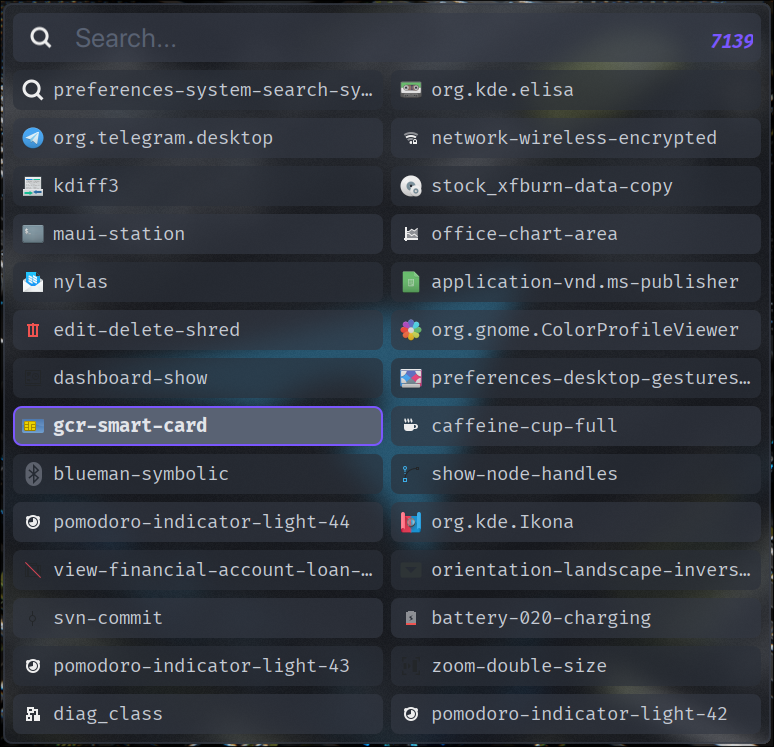 Search...
7139
preferences-system-search-sy…
org.kde.elisa
org.telegram.desktop
network-wireless-encrypted
kdiff3
stock_xfburn-data-copy
maui-station
office-chart-area
nylas
application-vnd.ms-publisher
edit-delete-shred
org.gnome.ColorProfileViewer
dashboard-show
preferences-desktop-gestures…
gcr-smart-card
caffeine-cup-full
blueman-symbolic
show-node-handles
pomodoro-indicator-light-44
org.kde.Ikona
view-financial-account-loan-…
orientation-landscape-invers…
svn-commit
battery-020-charging
pomodoro-indicator-light-43
zoom-double-size
diag_class
pomodoro-indicator-light-42